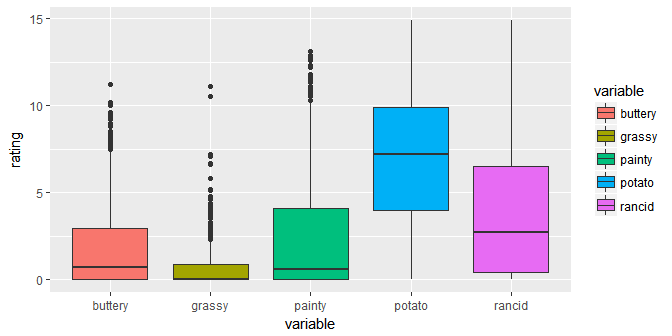 15
10
5
0
rating
buttery
grassy
painty
potato
rancid
variable
variable
buttery
grassy
painty
potato
rancid